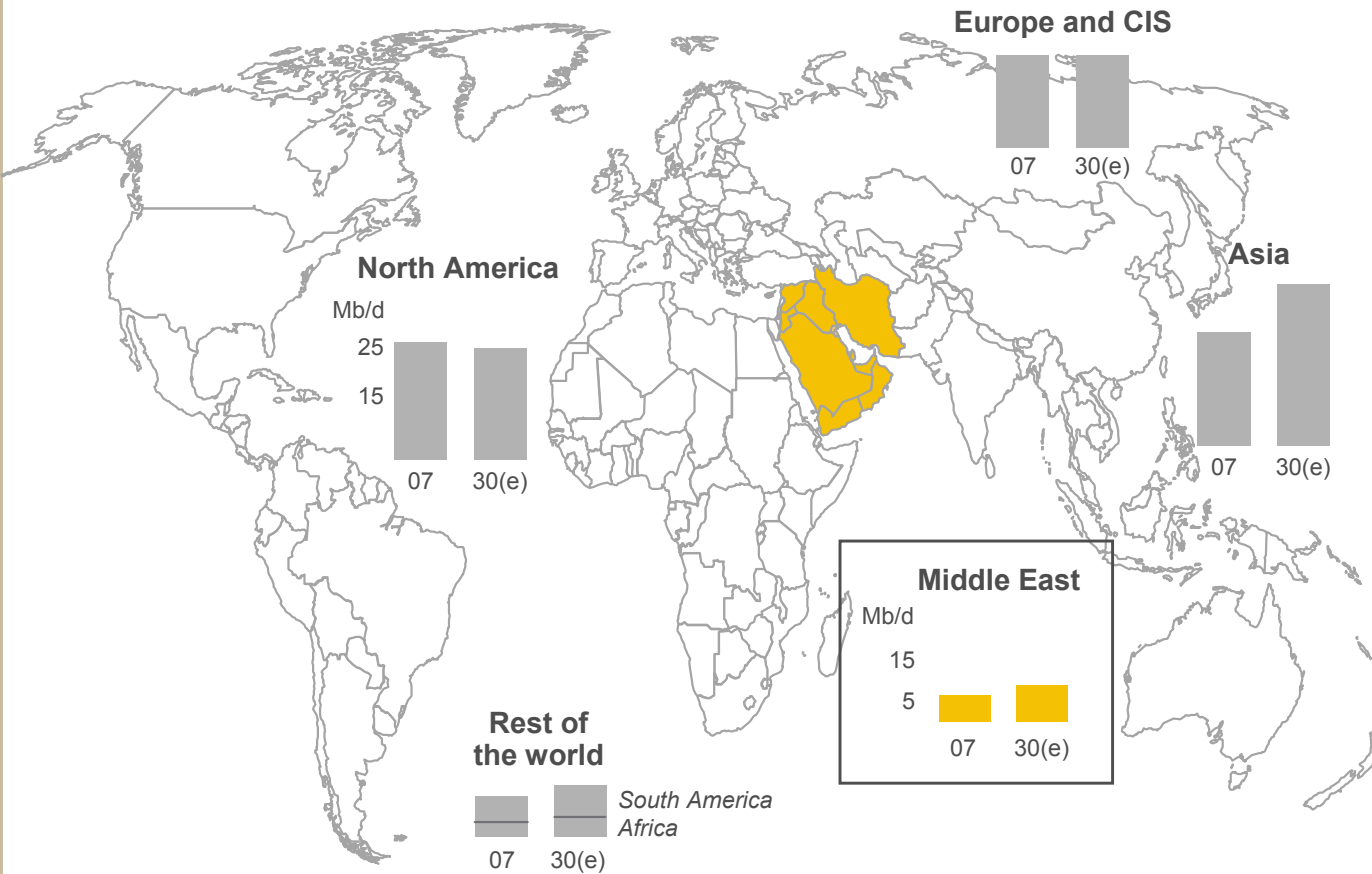 Europe and CIS
07
30(e)
North America
Mb/d
25
15
07
30(e)
Asia
07
30(e)
Middle East
Mb/d
15
5
07
30(e)
Rest of
the world
South America
Africa
07
30(e)